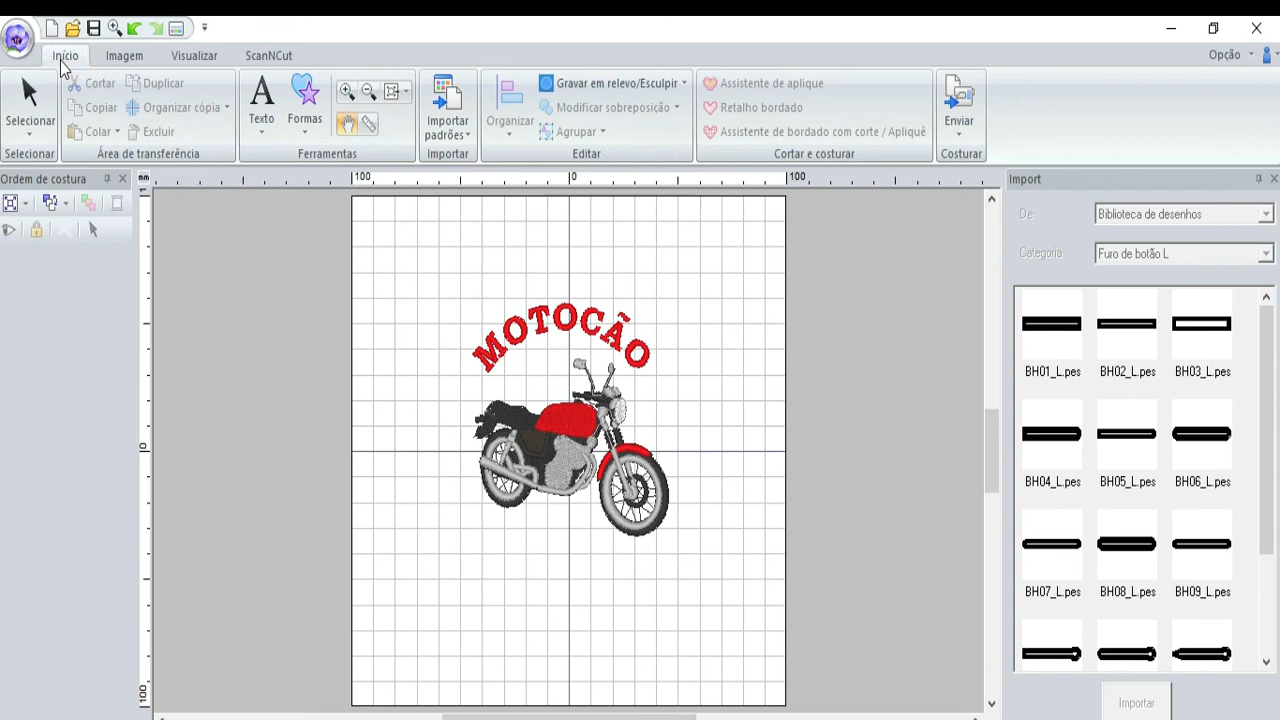 Início Imagem Visualizar ScanNCut Opção
Selecionar
Selecionar
Cortar Duplicar
Copiar Organizar cópia
Colar Excluir
Área de transferência
Texto Formas
Ferramentas
Importar padrões
Importar
Organizar
Gravar em relevo/Esculpir
Modificar sobreposição
Agrupar
Editar
Assistente de aplique
Retalho bordado
Assistente de bordado com corte / Apliquê
Cortar e costurar
Enviar
Costurar
Ordem de costura
mm
100 0 100
0
100
MOTOCÃO
Import
De Biblioteca de desenhos
Categoria Furo de botão L
BH01_L.pes BH02_L.pes BH03_L.pes
BH04_L.pes BH05_L.pes BH06_L.pes
BH07_L.pes BH08_L.pes BH09_L.pes
Importar